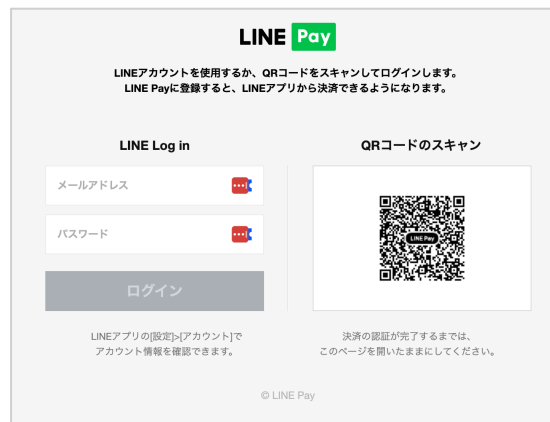 LINE Pay
LINEアカウントを使用するか、QRコードをスキャンしてログインします。
LINE Payに登録すると、LINEアプリから決済できるようになります。
LINE Log in
メールアドレス
パスワード
ログイン
LINEアプリの[設定]>[アカウント]で
アカウント情報を確認できます。
QRコードのスキャン
LINE Pay
決済の認証が完了するまでは、
このページを開いたままにしてください。
© LINE Pay